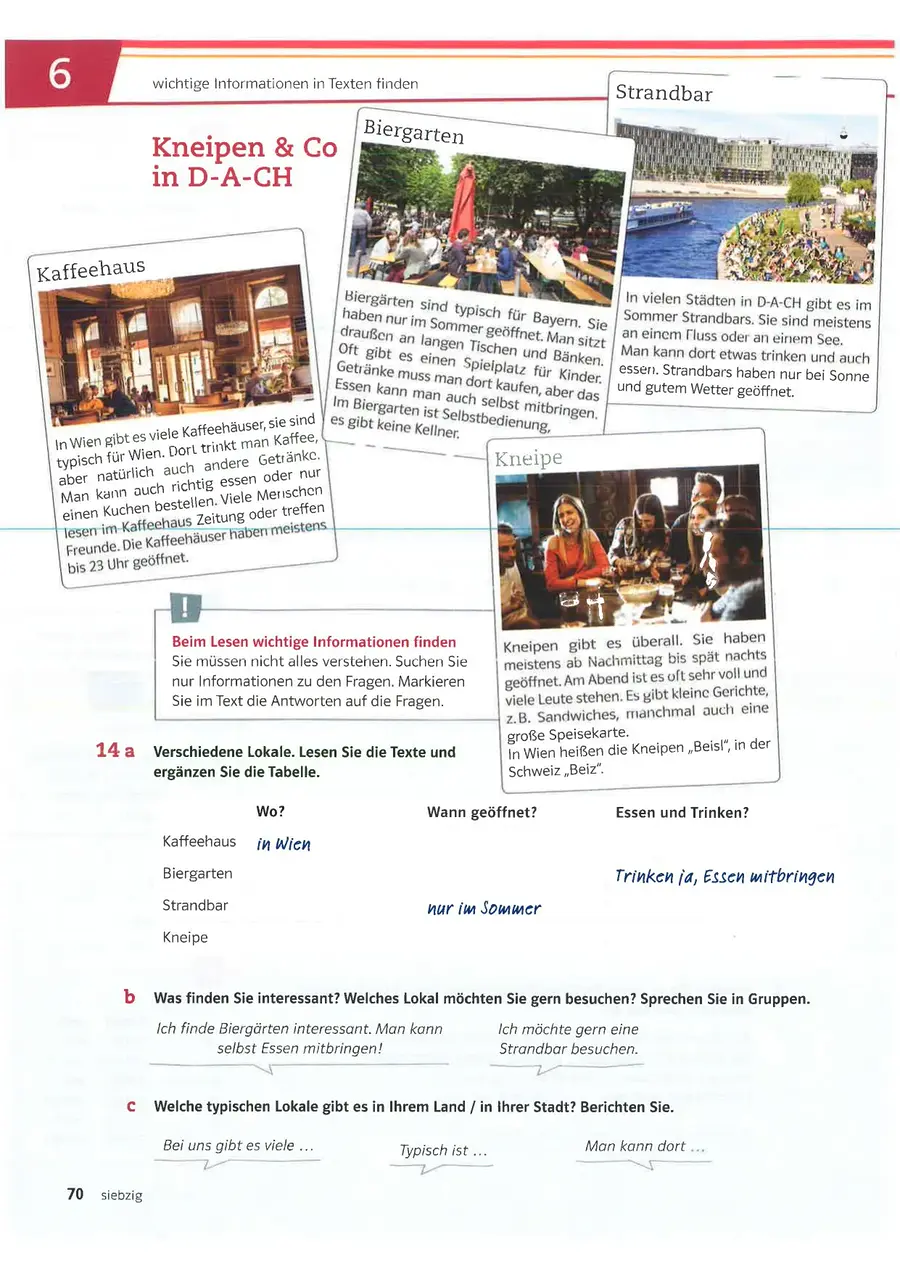 6
wichtige Informationen in Texten finden
Kneipen & Co
in D-A-CH
Kaffeehaus
In Wien gibt es viele Kaffeehäuser, sie sind
typisch für Wien. Dort trinkt man Kaffee,
aber natürlich auch andere Getränke.
Man kann auch richtig essen oder nur
einen Kuchen bestellen. Viele Menschen
lesen im Kaffeehaus Zeitung oder treffen
Freunde. Die Kaffeehäuser haben meistens
bis 23 Uhr geöffnet.
Biergarten
Biergärten sind typisch für Bayern. Sie
haben nur im Sommer geöffnet. Man sitzt
draußen an langen Tischen und Bänken.
Oft gibt es einen Spielplatz für Kinder.
Getränke muss man dort kaufen, aber das
Essen kann man auch selbst mitbringen.
Im Biergarten ist Selbstbedienung,
es gibt keine Kellner.
Strandbar
In vielen Städten in D-A-CH gibt es im
Sommer Strandbars. Sie sind meistens
an einem Fluss oder an einem See.
Man kann dort etwas trinken und auch
essen. Strandbars haben nur bei Sonne
und gutem Wetter geöffnet.
Kneipe
Kneipen gibt es überall. Sie haben
meistens ab Nachmittag bis spät nachts
geöffnet. Am Abend ist es oft sehr voll und
viele Leute stehen. Es gibt kleine Gerichte,
z.B. Sandwiches, manchmal auch eine
große Speisekarte.
In Wien heißen die Kneipen „Beisl", in der
Schweiz „Beiz".
!
Beim Lesen wichtige Informationen finden
Sie müssen nicht alles verstehen. Suchen Sie
nur Informationen zu den Fragen. Markieren
Sie im Text die Antworten auf die Fragen.
14 a Verschiedene Lokale. Lesen Sie die Texte und
ergänzen Sie die Tabelle.
Wo? Wann geöffnet? Essen und Trinken?
Kaffeehaus in Wien
Biergarten Trinken ja, Essen mitbringen
Strandbar nur im Sommer
Kneipe
b Was finden Sie interessant? Welches Lokal möchten Sie gern besuchen? Sprechen Sie in Gruppen.
Ich finde Biergärten interessant. Man kann
selbst Essen mitbringen!
Ich möchte gern eine
Strandbar besuchen.
c Welche typischen Lokale gibt es in Ihrem Land / in Ihrer Stadt? Berichten Sie.
Bei uns gibt es viele ...
Typisch ist ...
Man kann dort ...
70 siebzig